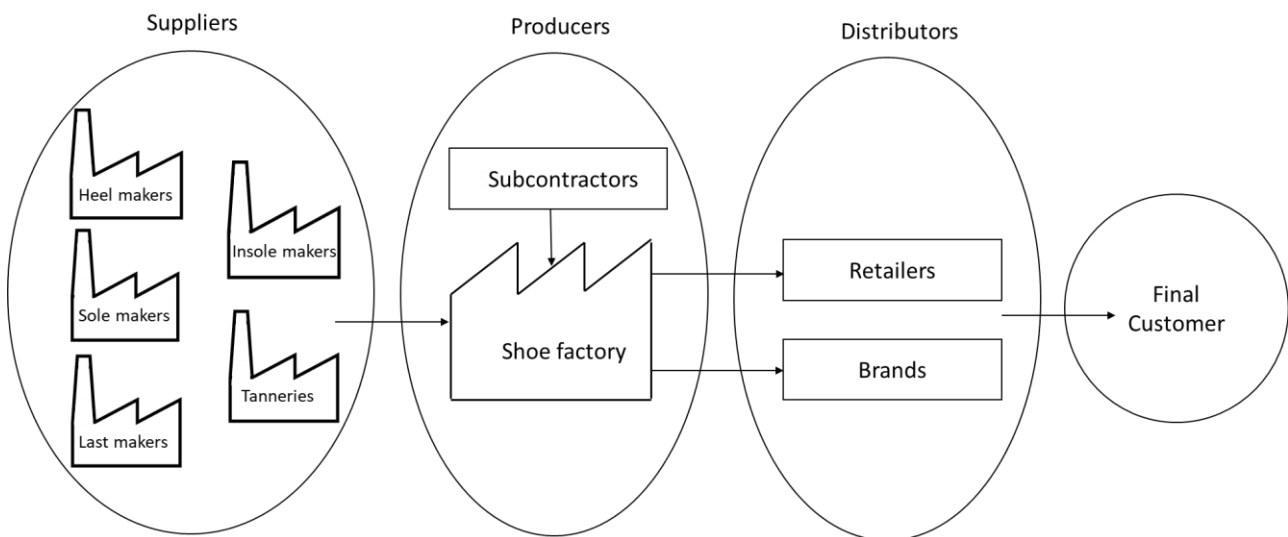 Suppliers
Producers
Distributors
Heel makers
Insole makers
Sole makers
Tanneries
Last makers
Subcontractors
Shoe factory
Retailers
Brands
Final
Customer